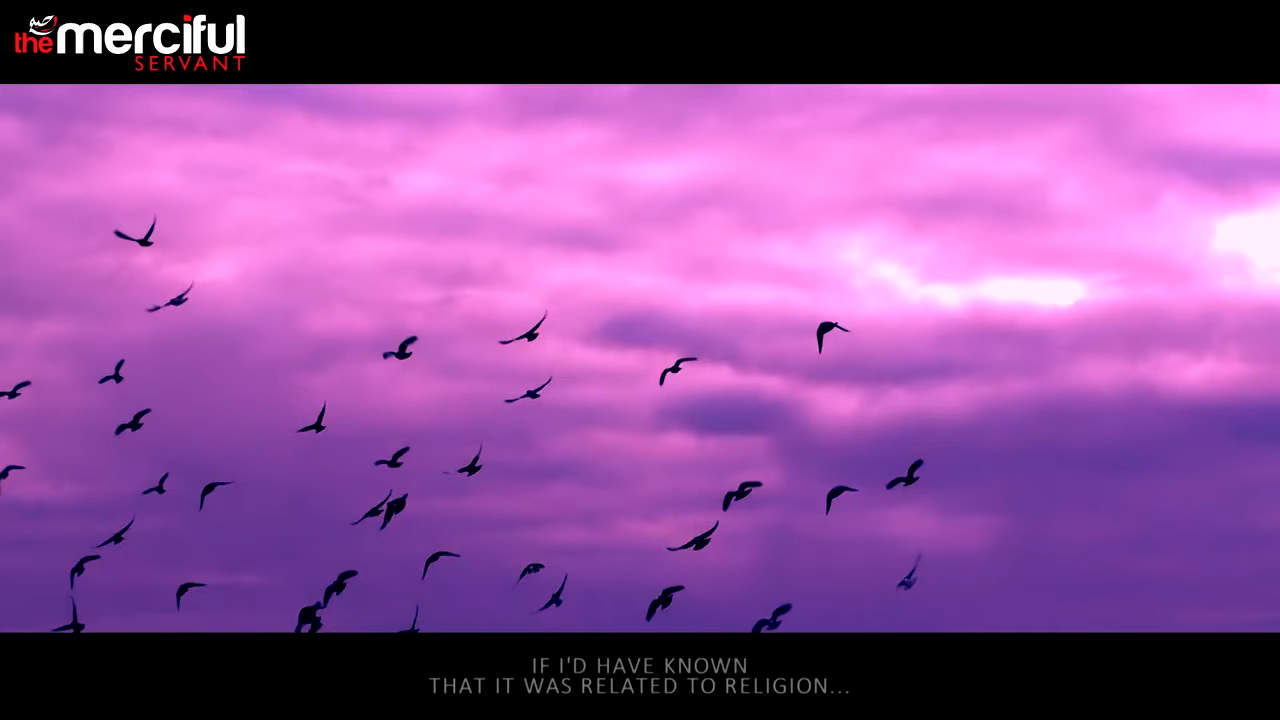 the merciful
SERVANT
IF I'D HAVE KNOWN
THAT IT WAS RELATED TO RELIGION...